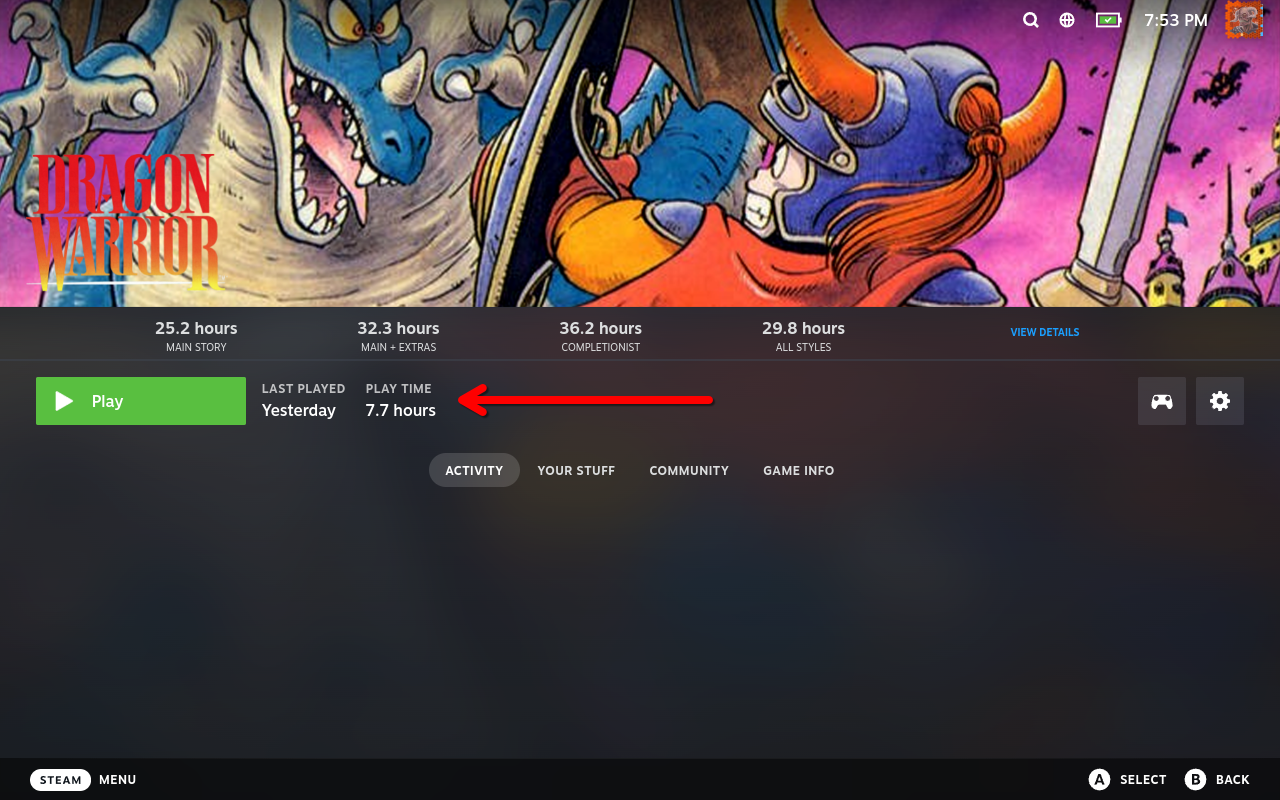 7:53 PM
DRAGON
WARRIOR
25.2 hours
MAIN STORY
32.3 hours
MAIN + EXTRAS
36.2 hours
COMPLETIONIST
29.8 hours
ALL STYLES
VIEW DETAILS
Play
LAST PLAYED
Yesterday
PLAY TIME
7.7 hours
ACTIVITY YOUR STUFF COMMUNITY GAME INFO
STEAM MENU A SELECT B BACK